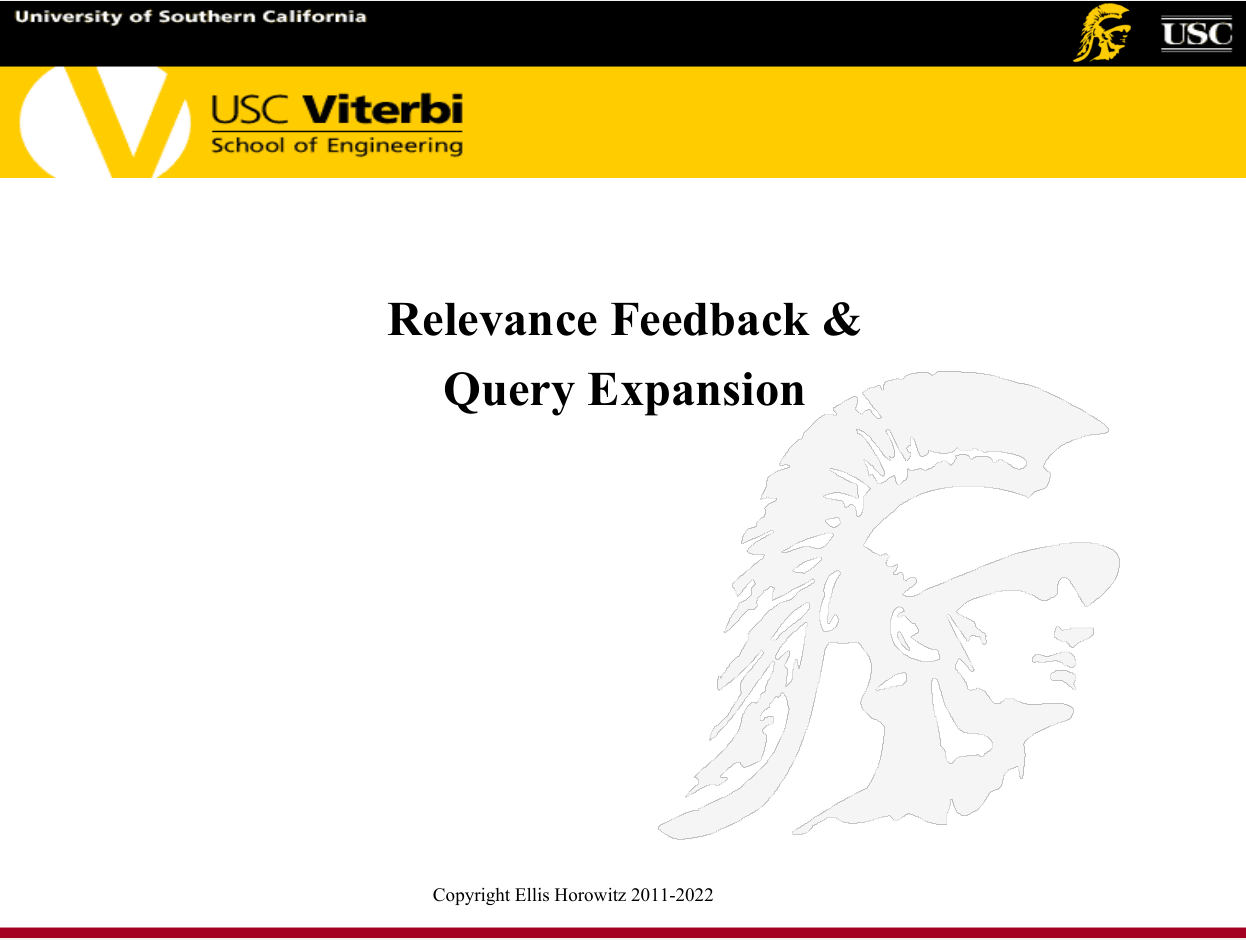 University of Southern California
USC
USC Viterbi
School of Engineering
Relevance Feedback &
Query Expansion
Copyright Ellis Horowitz 2011-2022